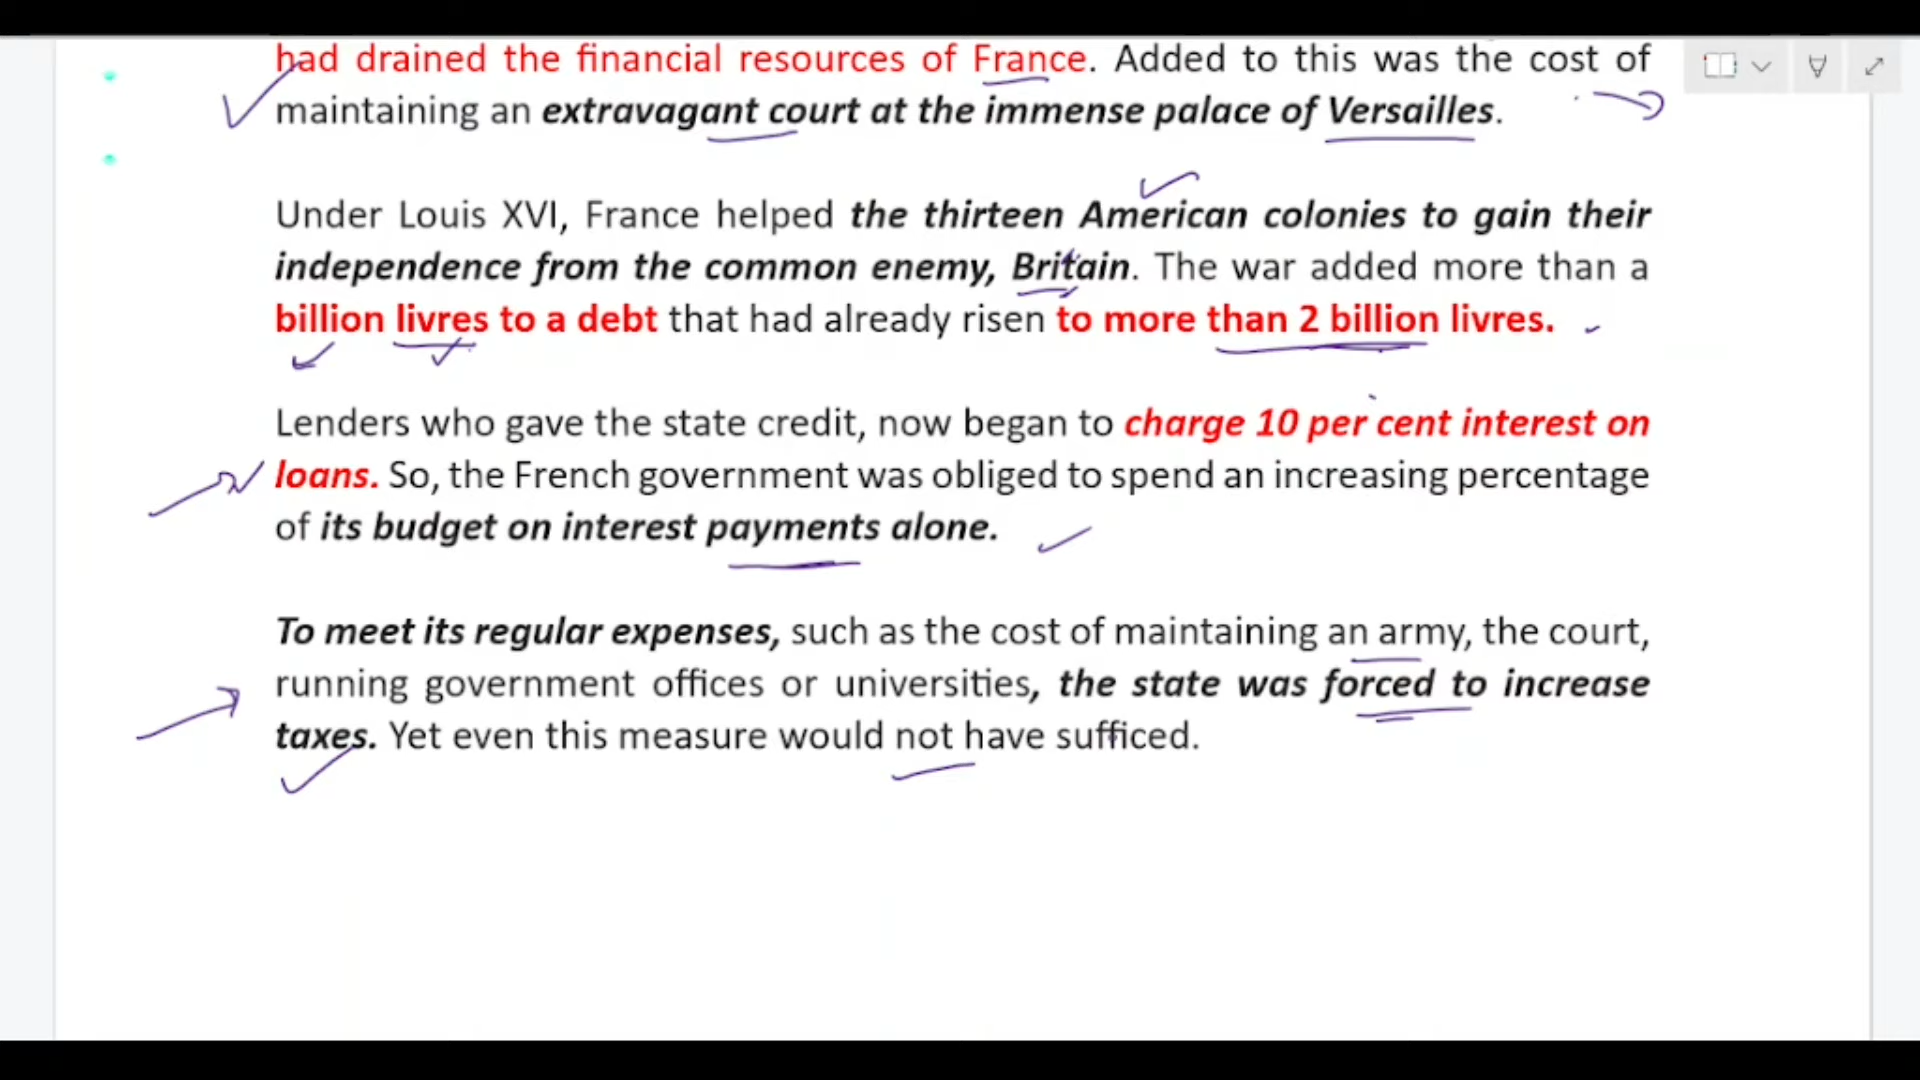 had drained the financial resources of France. Added to this was the cost of
maintaining an extravagant court at the immense palace of Versailles.
Under Louis XVI, France helped the thirteen American colonies to gain their
independence from the common enemy, Britain. The war added more than a
billion livres to a debt that had already risen to more than 2 billion livres.
Lenders who gave the state credit, now began to charge 10 per cent interest on
loans. So, the French government was obliged to spend an increasing percentage
of its budget on interest payments alone.
To meet its regular expenses, such as the cost of maintaining an army, the court,
running government offices or universities, the state was forced to increase
taxes. Yet even this measure would not have sufficed.